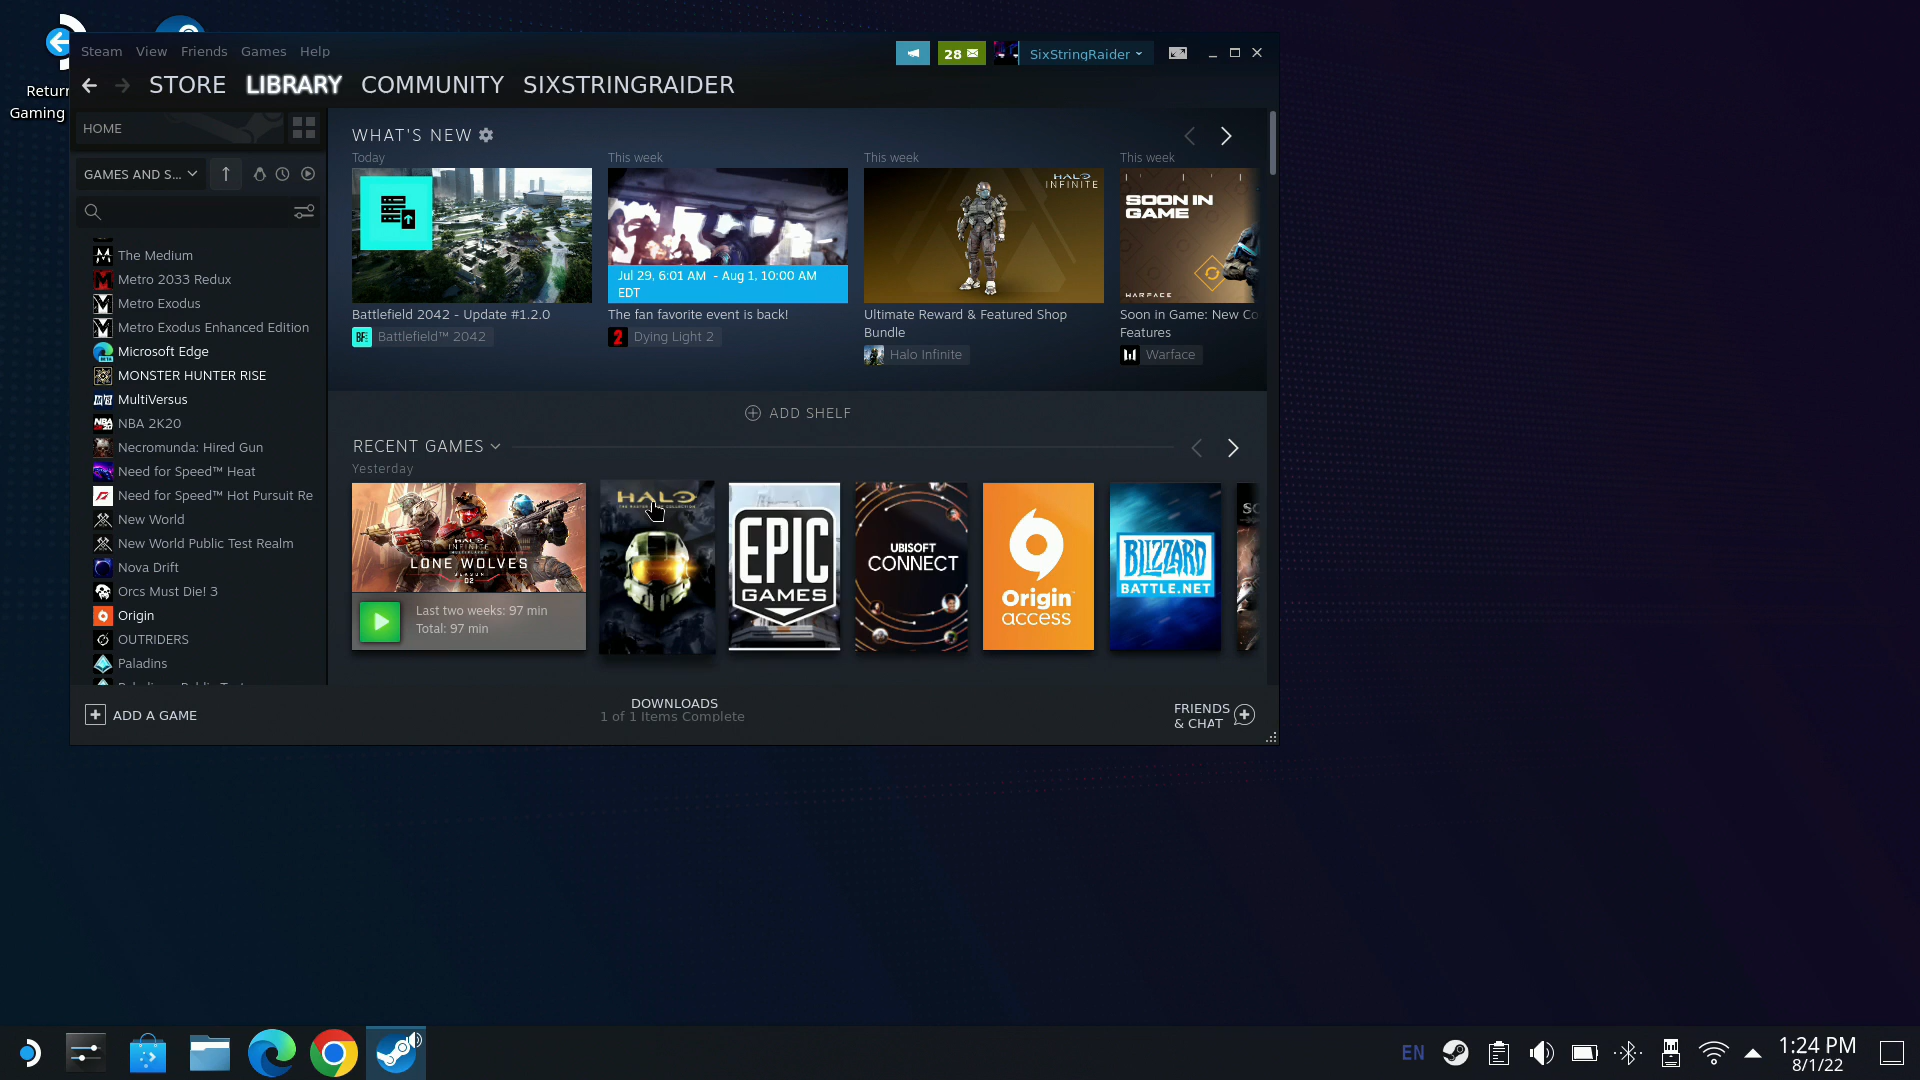 Return
Gaming
Steam View Friends Games Help
28
SixStringRaider
STORE LIBRARY COMMUNITY SIXSTRINGRAIDER
HOME
GAMES AND S...
The Medium
Metro 2033 Redux
Metro Exodus
Metro Exodus Enhanced Edition
Microsoft Edge
MONSTER HUNTER RISE
MultiVersus
NBA 2K20
Necromunda: Hired Gun
Need for Speed™ Heat
Need for Speed™ Hot Pursuit Re
New World
New World Public Test Realm
Nova Drift
Orcs Must Die! 3
Origin
OUTRIDERS
Paladins
WHAT'S NEW
Today
Battlefield 2042 - Update #1.2.0
Battlefield™ 2042
This week
Jul 29, 6:01 AM - Aug 1, 10:00 AM
EDT
The fan favorite event is back!
Dying Light 2
This week
HALO
INFINITE
Ultimate Reward & Featured Shop
Bundle
Halo Infinite
This week
SOON IN
GAME
WARFACE
Soon in Game: New Co
Features
Warface
ADD SHELF
RECENT GAMES
Yesterday
HALO
INFINITE
LONE WOLVES
SEASON
02
Last two weeks: 97 min
Total: 97 min
HALO
EPIC
GAMES
UBISOFT
CONNECT
Origin
access
BLIZZARD
BATTLE.NET
ADD A GAME
DOWNLOADS
1 of 1 Items Complete
FRIENDS
& CHAT
EN
1:24 PM
8/1/22